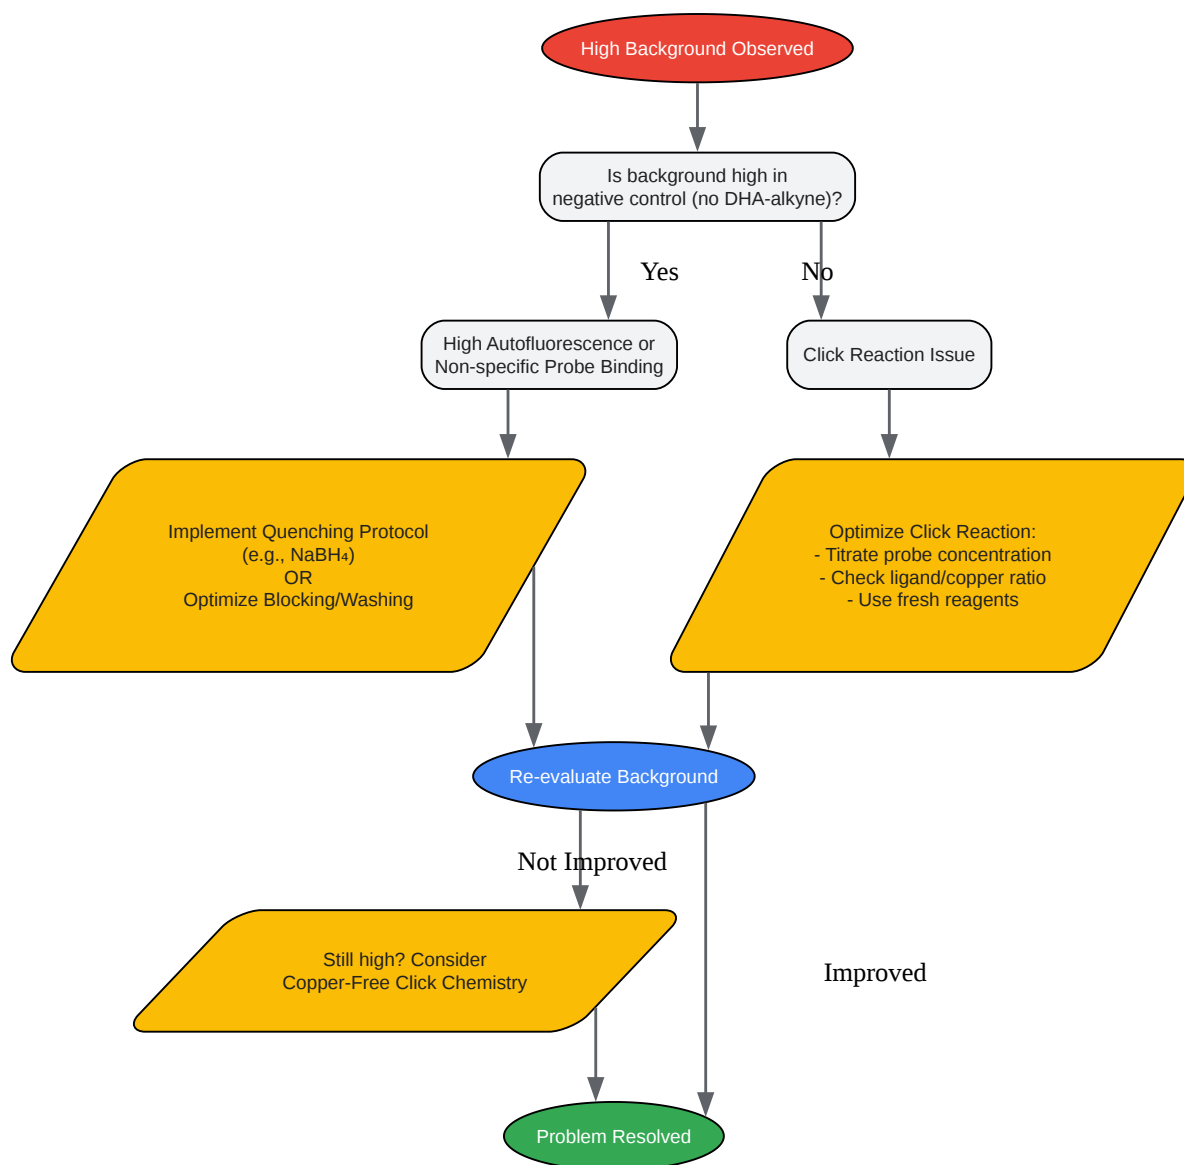 High Background Observed
Is background high in
negative control (no DHA-alkyne)?
Yes
No
High Autofluorescence or
Non-specific Probe Binding
Click Reaction Issue
Implement Quenching Protocol
(e.g., NaBH₄)
OR
Optimize Blocking/Washing
Optimize Click Reaction:
- Titrate probe concentration
- Check ligand/copper ratio
- Use fresh reagents
Re-evaluate Background
Not Improved
Still high? Consider
Copper-Free Click Chemistry
Improved
Problem Resolved